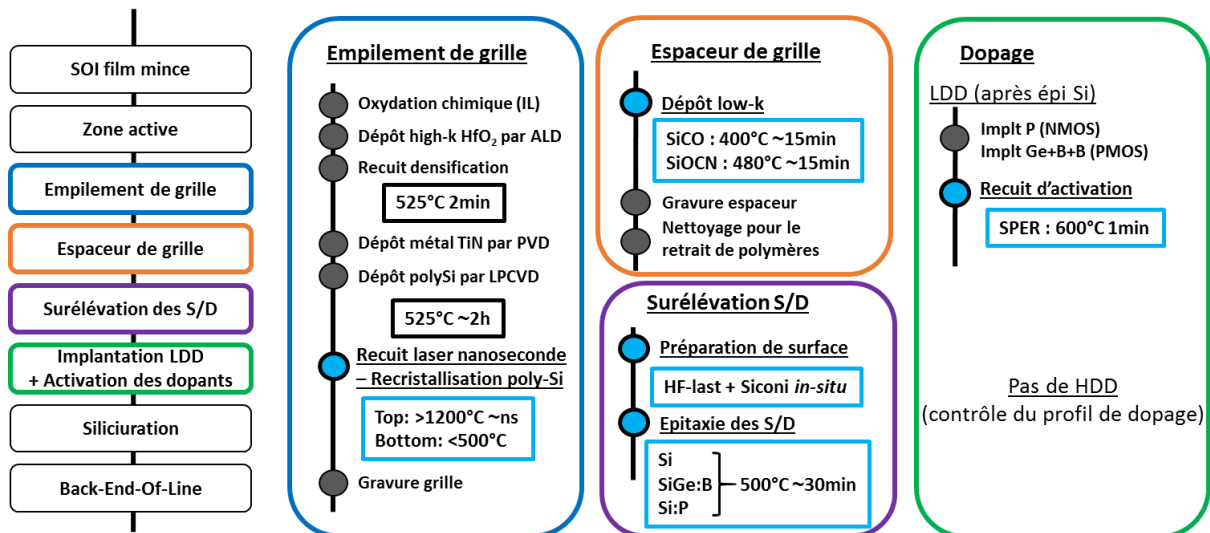 SOI film mince
Zone active
Empilement de grille
Espaceur de grille
Surélévation des S/D
Implantation LDD
+ Activation des dopants
Siliciuration
Back-End-Of-Line
Empilement de grille
Oxydation chimique (IL)
Dépôt high-k HfO₂ par ALD
Recuit densification
525°C 2min
Dépôt métal TiN par PVD
Dépôt polySi par LPCVD
525°C ~2h
Recuit laser nanoseconde
– Recristallisation poly-Si
Top: >1200°C ~ns
Bottom: <500°C
Gravure grille
Espaceur de grille
Dépôt low-k
SiCO : 400°C ~15min
SiOCN : 480°C ~15min
Gravure espaceur
Nettoyage pour le
retrait de polymères
Surélévation S/D
Préparation de surface
HF-last + Siconi in-situ
Epitaxie des S/D
Si
SiGe:B
Si:P
500°C ~30min
Dopage
LDD (après épi Si)
Implt P (NMOS)
Implt Ge+B+B (PMOS)
Recuit d’activation
SPER : 600°C 1min
Pas de HDD
(contrôle du profil de dopage)